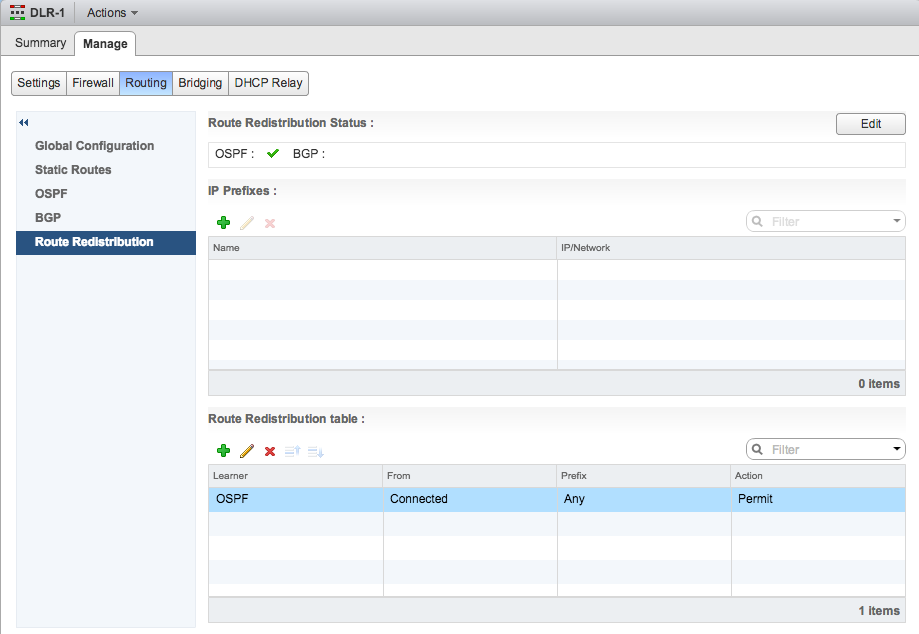 DLR-1 Actions
Summary Manage
Settings Firewall Routing Bridging DHCP Relay
Global Configuration
Static Routes
OSPF
BGP
Route Redistribution
Route Redistribution Status :
Edit
OSPF : BGP :
IP Prefixes :
Filter
Name IP/Network
0 items
Route Redistribution table :
Filter
Learner From Prefix Action
OSPF Connected Any Permit
1 items